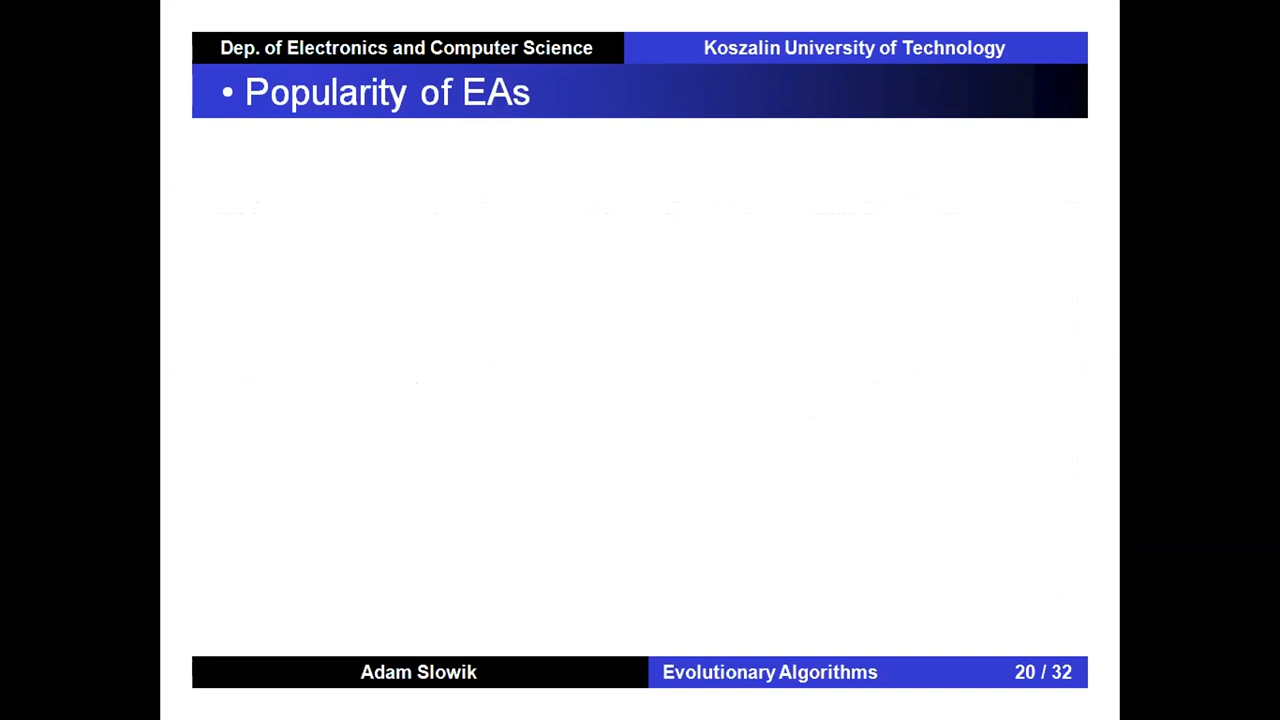 Dep. of Electronics and Computer Science
Koszalin University of Technology
• Popularity of EAs
Adam Slowik
Evolutionary Algorithms
20 / 32